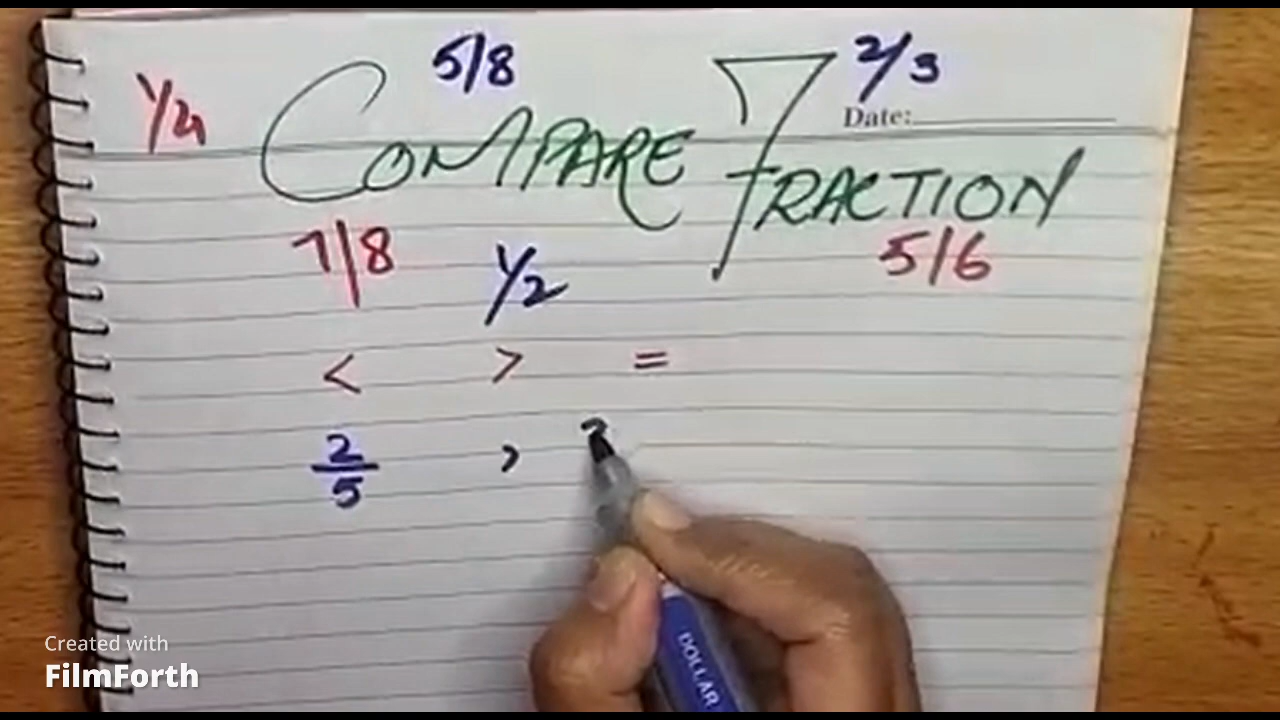 5/8 2/3
1/4
Date:
COMPARE FRACTION
7/8 1/2 5/6
< > =
2/5 ,
DOLLAR
Created with
FilmForth